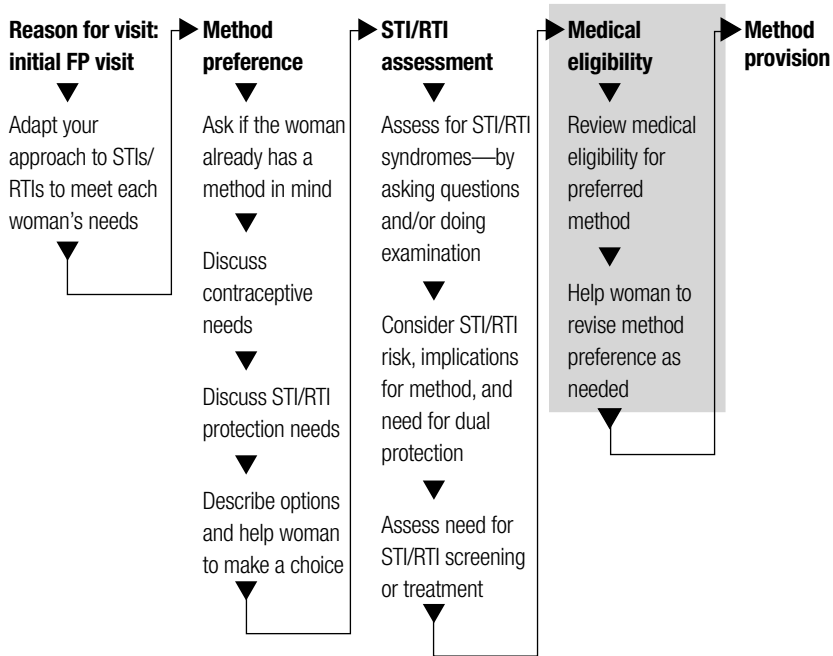 Reason for visit:
initial FP visit
Adapt your
approach to STIs/
RTIs to meet each
woman's needs
Method
preference
Ask if the woman
already has a
method in mind
Discuss
contraceptive
needs
Discuss STI/RTI
protection needs
Describe options
and help woman
to make a choice
STI/RTI
assessment
Assess for STI/RTI
syndromes—by
asking questions
and/or doing
examination
Consider STI/RTI
risk, implications
for method, and
need for dual
protection
Assess need for
STI/RTI screening
or treatment
Medical
eligibility
Review medical
eligibility for
preferred
method
Help woman to
revise method
preference as
needed
Method
provision